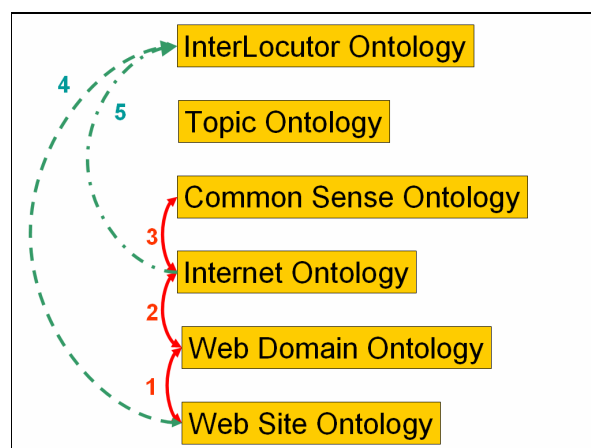 InterLocutor Ontology
4
5
Topic Ontology
Common Sense Ontology
3
Internet Ontology
2
Web Domain Ontology
1
Web Site Ontology